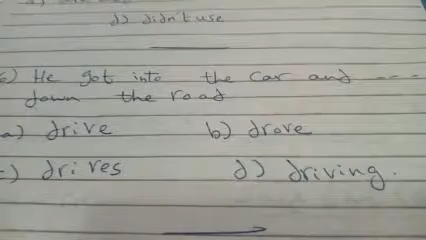 d) didn't use
6) He got into the car and ---
down the road
a) drive b) drove
c) drives d) driving.